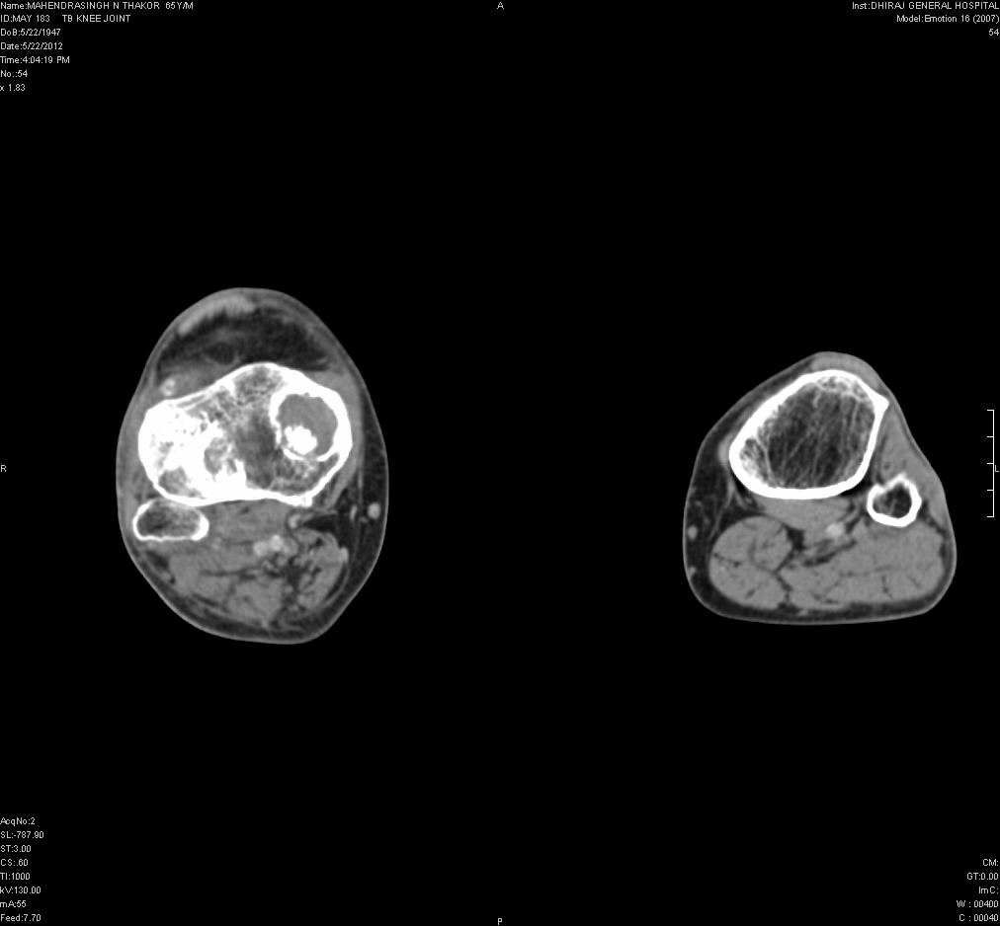 Name:MAHENDRASINGH N THAKOR 65Y/M
ID:MAY 183 TB KNEE JOINT
DoB:5/22/1947
Date:5/22/2012
Time:4:04:19 PM
No.:54
x 1.83
A
Inst:DHIRAJ GENERAL HOSPITAL
Model:Emotion 16 (2007)
54
R
L
AcqNo:2
SL:-787.90
ST:3.00
CS:.60
TI:1000
kV:130.00
mA:55
Feed:7.70
P
CM:
GT:0.00
ImC:
W : 00400
C : 00040